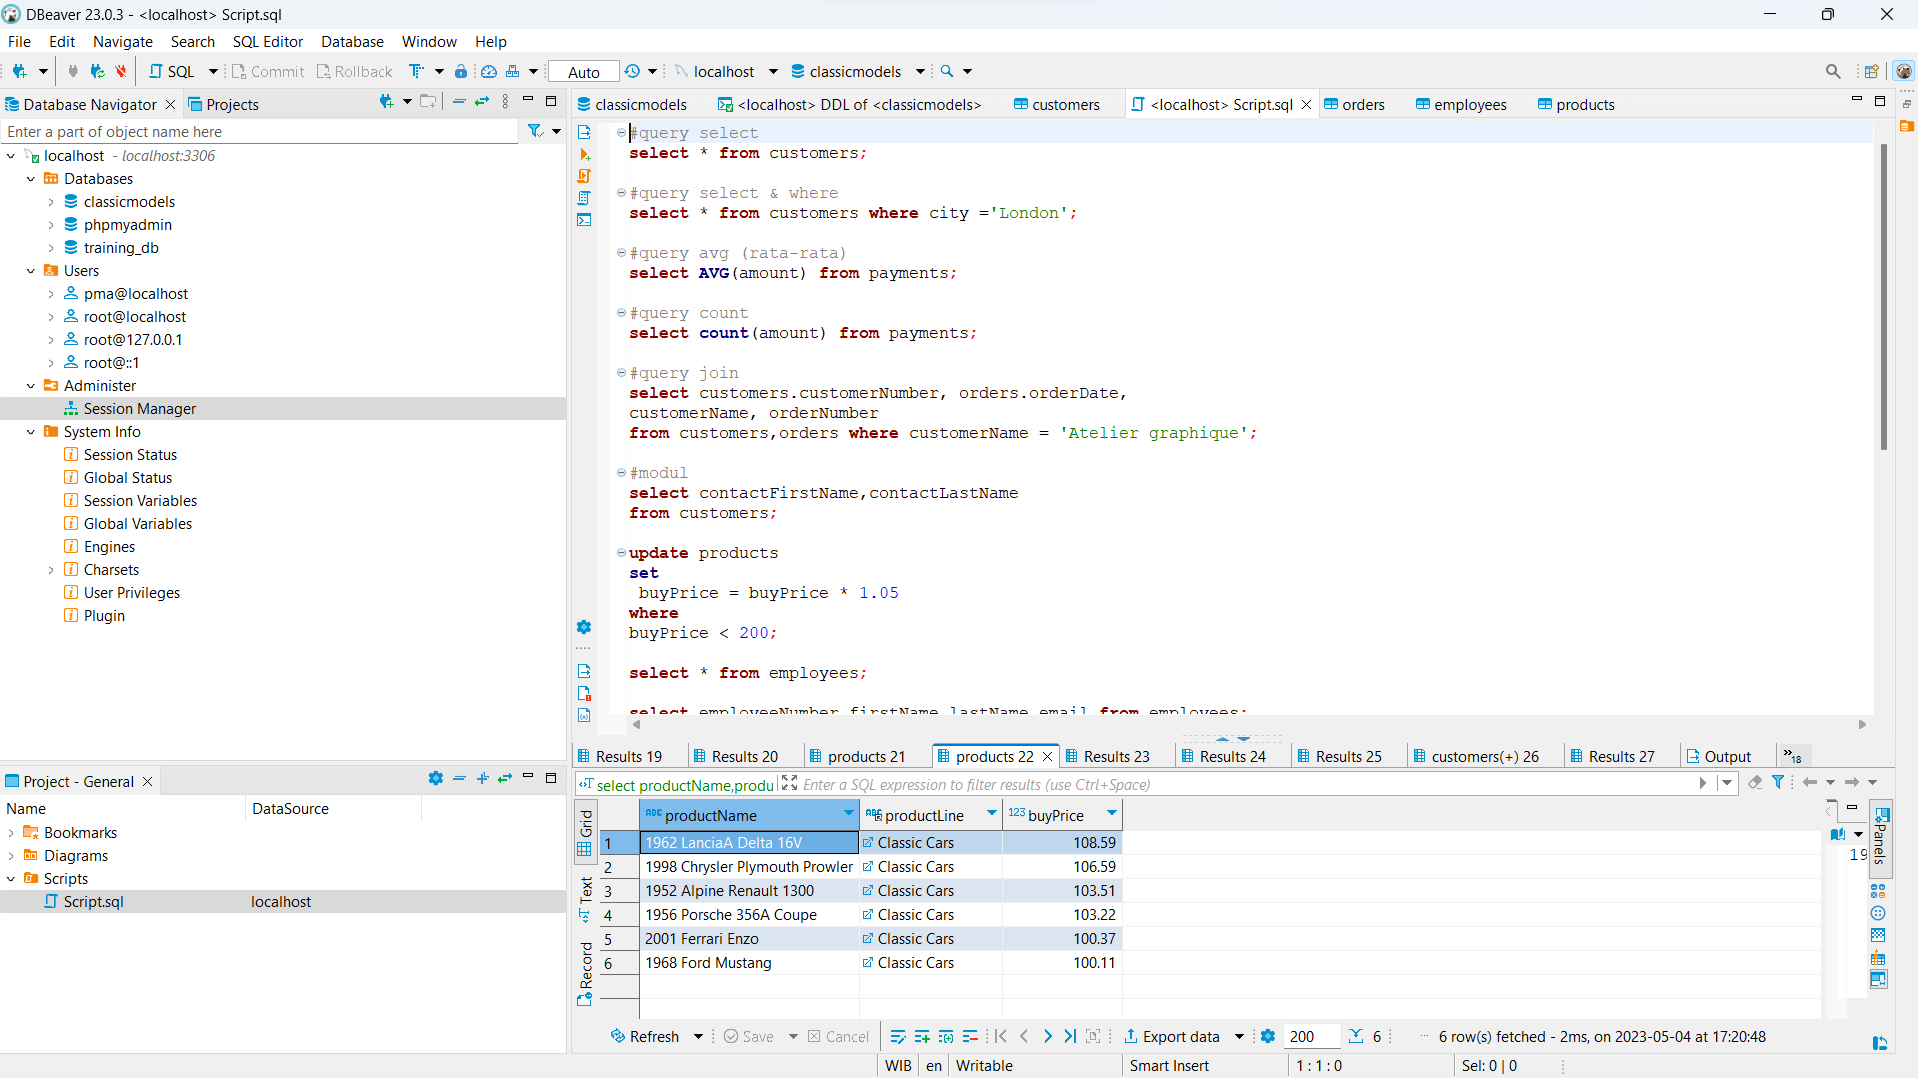 DBeaver 23.0.3 - <localhost> Script.sql
File Edit Navigate Search SQL Editor Database Window Help
SQL Commit Rollback Auto localhost classicmodels
Database Navigator Projects
Enter a part of object name here
localhost - localhost:3306
Databases
classicmodels
phpmyadmin
training_db
Users
pma@localhost
root@localhost
root@127.0.0.1
root@::1
Administer
Session Manager
System Info
Session Status
Global Status
Session Variables
Global Variables
Engines
Charsets
User Privileges
Plugin
Project - General
Name DataSource
Bookmarks
Diagrams
Scripts
Script.sql localhost
classicmodels <localhost> DDL of <classicmodels> customers <localhost> Script.sql orders employees products
#query select
select * from customers;
#query select & where
select * from customers where city ='London';
#query avg (rata-rata)
select AVG(amount) from payments;
#query count
select count(amount) from payments;
#query join
select customers.customerNumber, orders.orderDate,
customerName, orderNumber
from customers,orders where customerName = 'Atelier graphique';
#modul
select contactFirstName,contactLastName
from customers;
update products
set
buyPrice = buyPrice * 1.05
where
buyPrice < 200;
select * from employees;
select employeeNumber,firstName,lastName,email from employees;
Results 19 Results 20 products 21 products 22 Results 23 Results 24 Results 25 customers(+) 26 Results 27 Output »18
select productName,produ Enter a SQL expression to filter results (use Ctrl+Space)
Grid
Text
Record
ABC productName ABC productLine 123 buyPrice
1 1962 LanciaA Delta 16V Classic Cars 108.59
2 1998 Chrysler Plymouth Prowler Classic Cars 106.59
3 1952 Alpine Renault 1300 Classic Cars 103.51
4 1956 Porsche 356A Coupe Classic Cars 103.22
5 2001 Ferrari Enzo Classic Cars 100.37
6 1968 Ford Mustang Classic Cars 100.11
19
Panels
Refresh Save Cancel Export data 200 6 ··· 6 row(s) fetched - 2ms, on 2023-05-04 at 17:20:48
WIB en Writable Smart Insert 1 : 1 : 0 Sel: 0 | 0